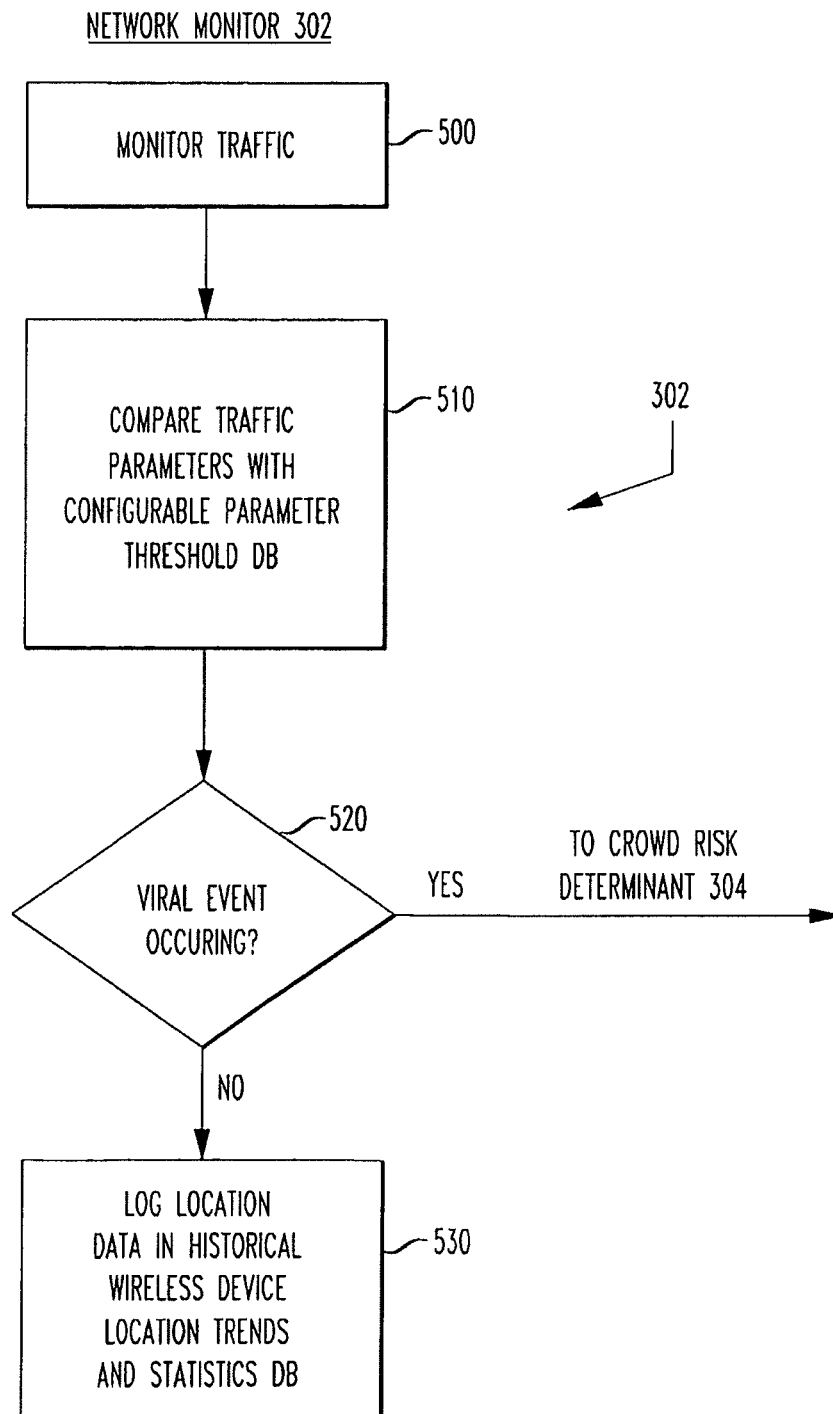 NETWORK MONITOR 302
MONITOR TRAFFIC
500
COMPARE TRAFFIC
PARAMETERS WITH
CONFIGURABLE PARAMETER
THRESHOLD DB
510
302
520
VIRAL EVENT
OCCURING?
YES
TO CROWD RISK
DETERMINANT 304
NO
LOG LOCATION
DATA IN HISTORICAL
WIRELESS DEVICE
LOCATION TRENDS
AND STATISTICS DB
530